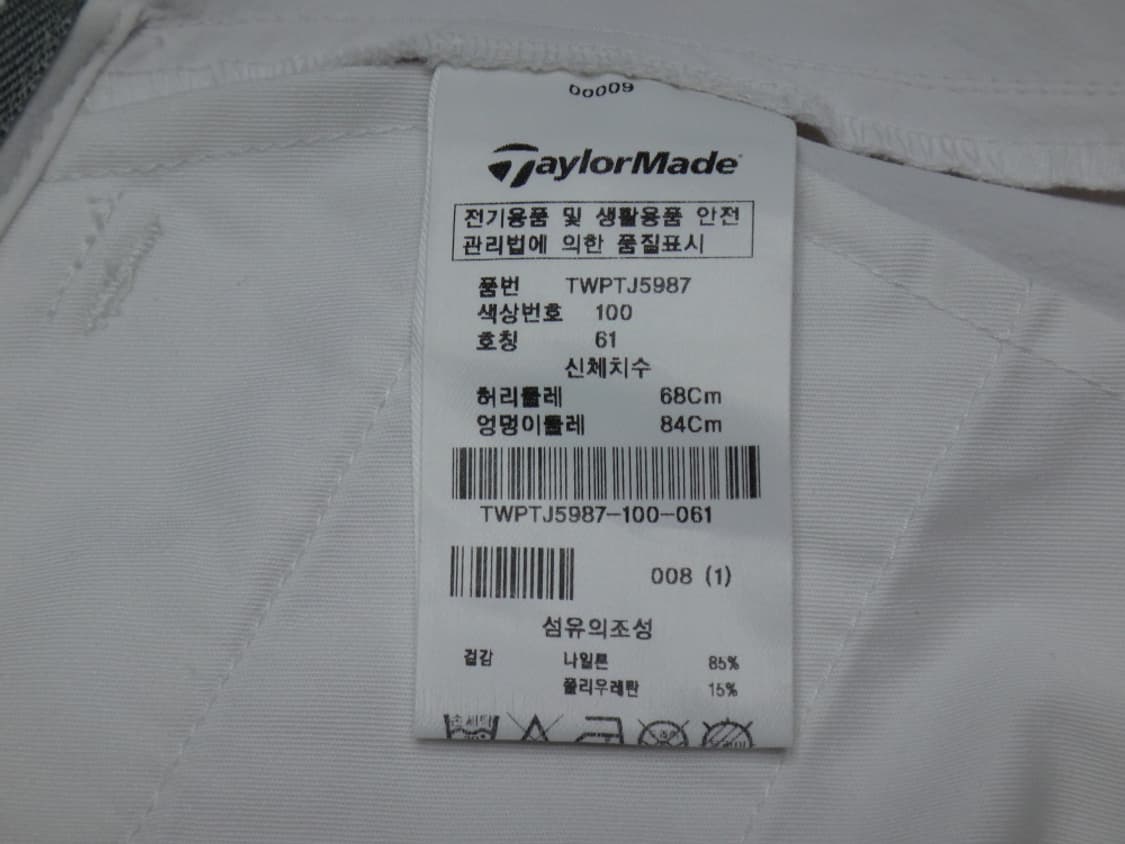 00009
TaylorMade
전기용품 및 생활용품 안전
관리법에 의한 품질표시
품번 TWPTJ5987
색상번호 100
호칭 61
신체치수
허리둘레 68Cm
엉덩이둘레 84Cm
TWPTJ5987-100-061
008 (1)
섬유의조성
겉감 나일론 85%
폴리우레탄 15%
손세탁